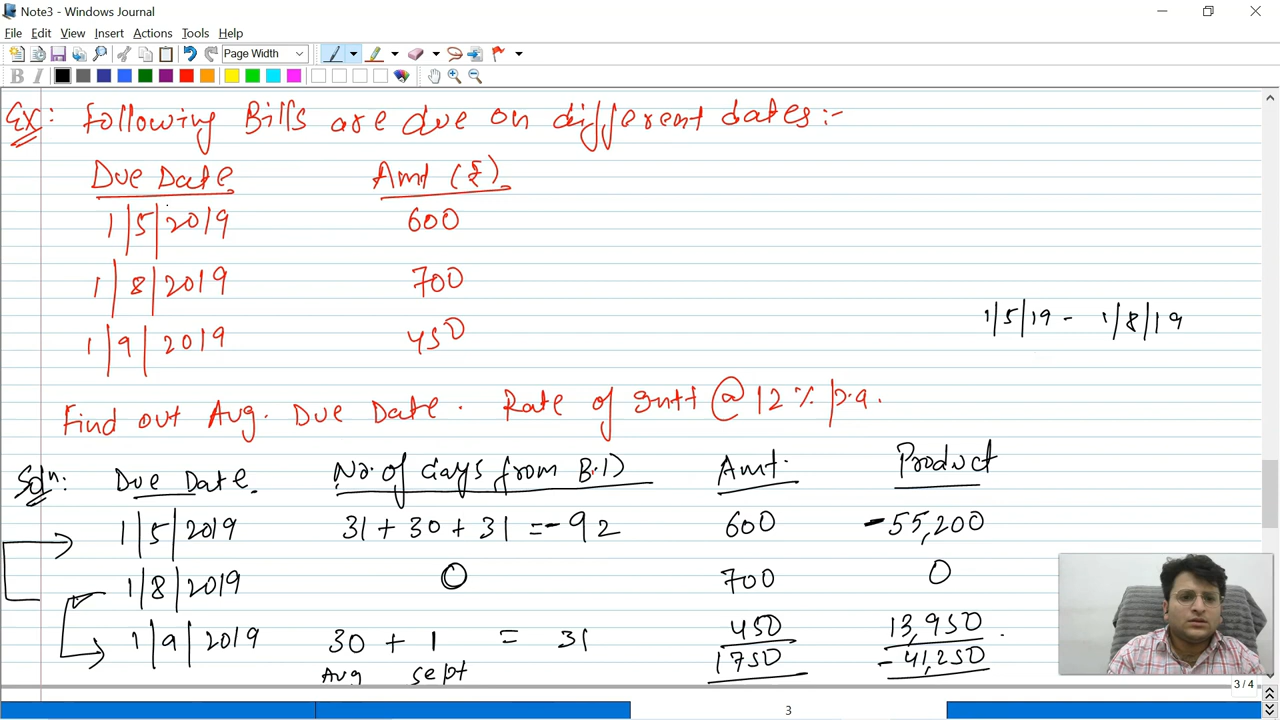 Note3 - Windows Journal
File Edit View Insert Actions Tools Help
Page Width
B I
Ex: Following Bills are due on different dates:-
Due Date Amt (₹)
1|5|2019 600
1|8|2019 700
1|9|2019 450
1/5/19 - 1/8/19
Find out Avg. Due Date. Rate of Intt @ 12% p.a.
Soln: Due Date. No. of days from B.D Amt. Product
1|5|2019 31 + 30 + 31 = -92 600 -55,200
1|8|2019 0 700 0
1|9|2019 30 + 1 = 31 450 13,950
Aug sept 1750 -41,250
3 / 4
3